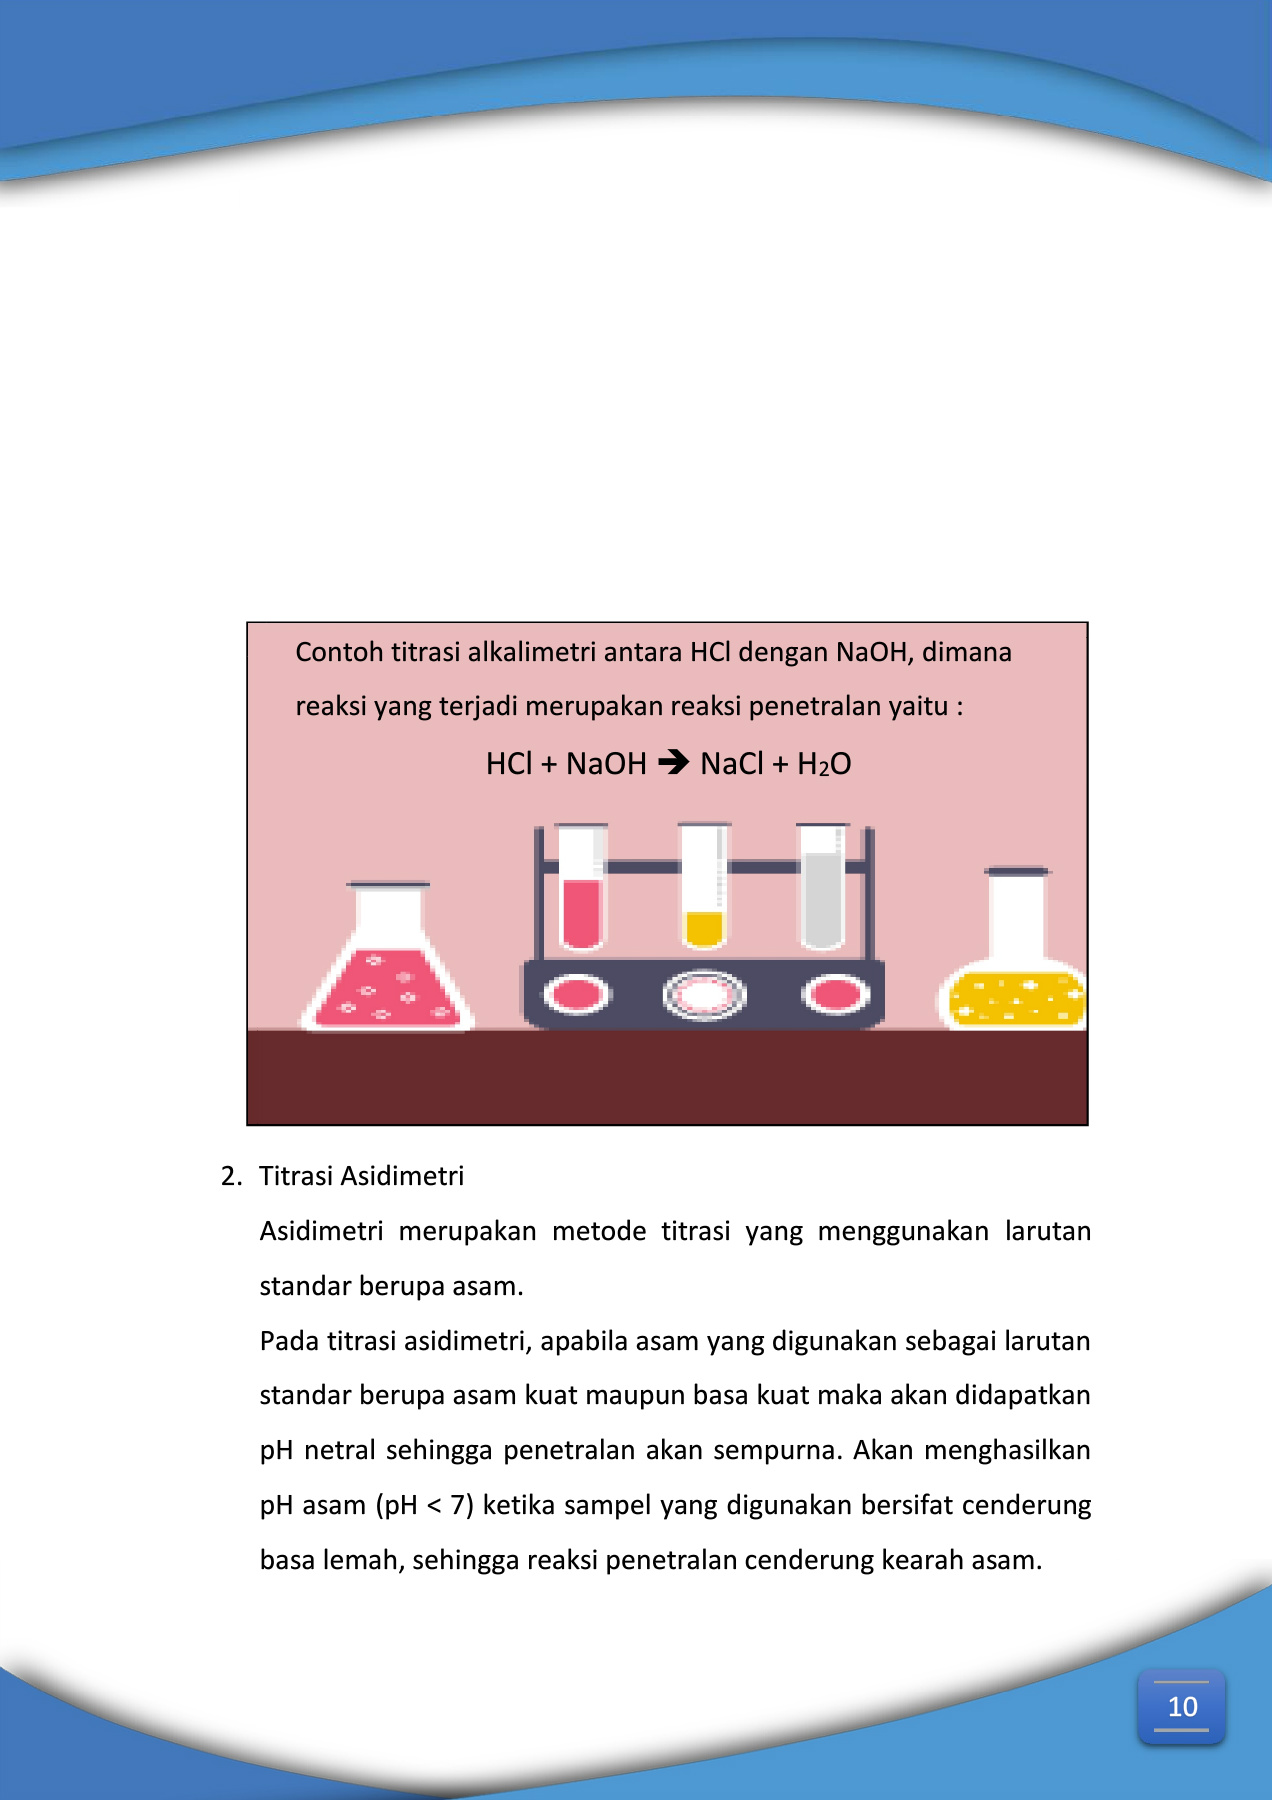 Contoh titrasi alkalimetri antara HCl dengan NaOH, dimana
reaksi yang terjadi merupakan reaksi penetralan yaitu :
HCl + NaOH 🡺 NaCl + H₂O
2. Titrasi Asidimetri
Asidimetri merupakan metode titrasi yang menggunakan larutan
standar berupa asam.
Pada titrasi asidimetri, apabila asam yang digunakan sebagai larutan
standar berupa asam kuat maupun basa kuat maka akan didapatkan
pH netral sehingga penetralan akan sempurna. Akan menghasilkan
pH asam (pH < 7) ketika sampel yang digunakan bersifat cenderung
basa lemah, sehingga reaksi penetralan cenderung kearah asam.
10